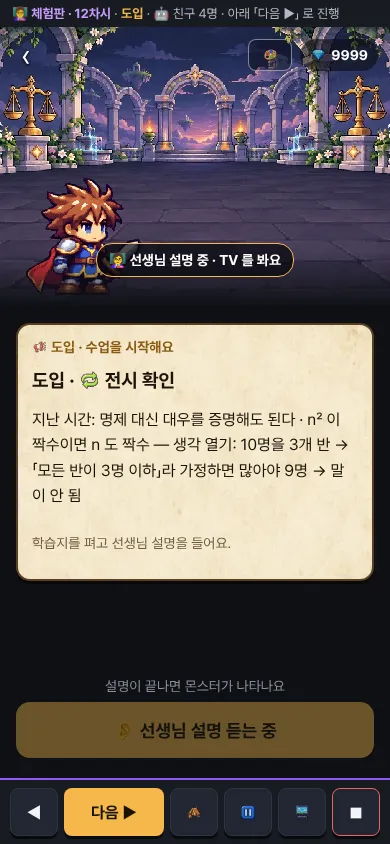 체험판 · 12차시 · 도입 · 친구 4명 · 아래 「다음 ▶」 로 진행
9999
선생님 설명 중 · TV 를 봐요
도입 · 수업을 시작해요
도입 · 전시 확인
지난 시간: 명제 대신 대우를 증명해도 된다 · n² 이
짝수이면 n 도 짝수 — 생각 열기: 10명을 3개 반 →
「모든 반이 3명 이하」라 가정하면 많아야 9명 → 말
이 안 됨
학습지를 펴고 선생님 설명을 들어요.
설명이 끝나면 몬스터가 나타나요
선생님 설명 듣는 중
다음 ▶